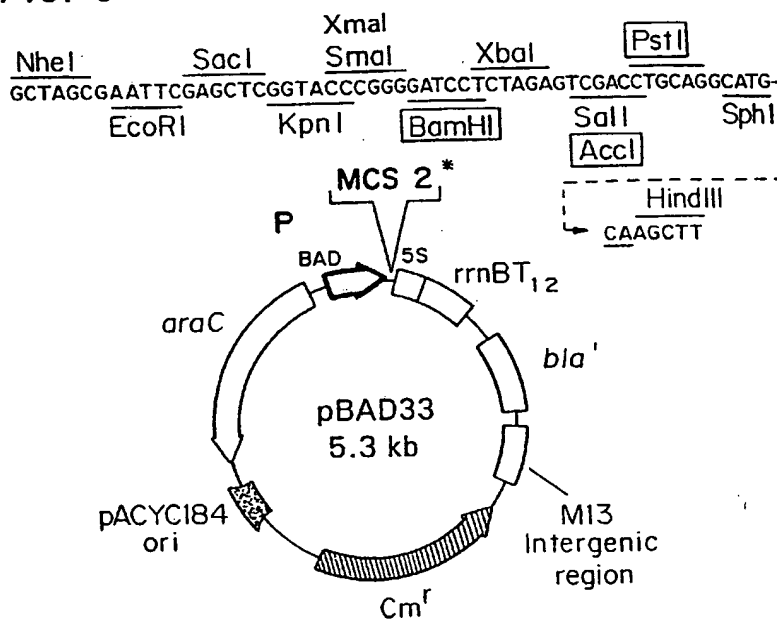 XmaI
NheI SacI SmaI XbaI PstI
GCTAGCGAATTCGAGCTCGGTACCCGGGGATCCTCTAGAGTCGACCTGCAGGCATG
EcoRI KpnI BamHI SalI SphI
AccI
MCS 2*
HindIII
CAAGCTT
P
BAD
5S
rrnBT12
araC
bla'
pBAD33
5.3 kb
pACYC184
ori
M13
Intergenic
region
Cmr